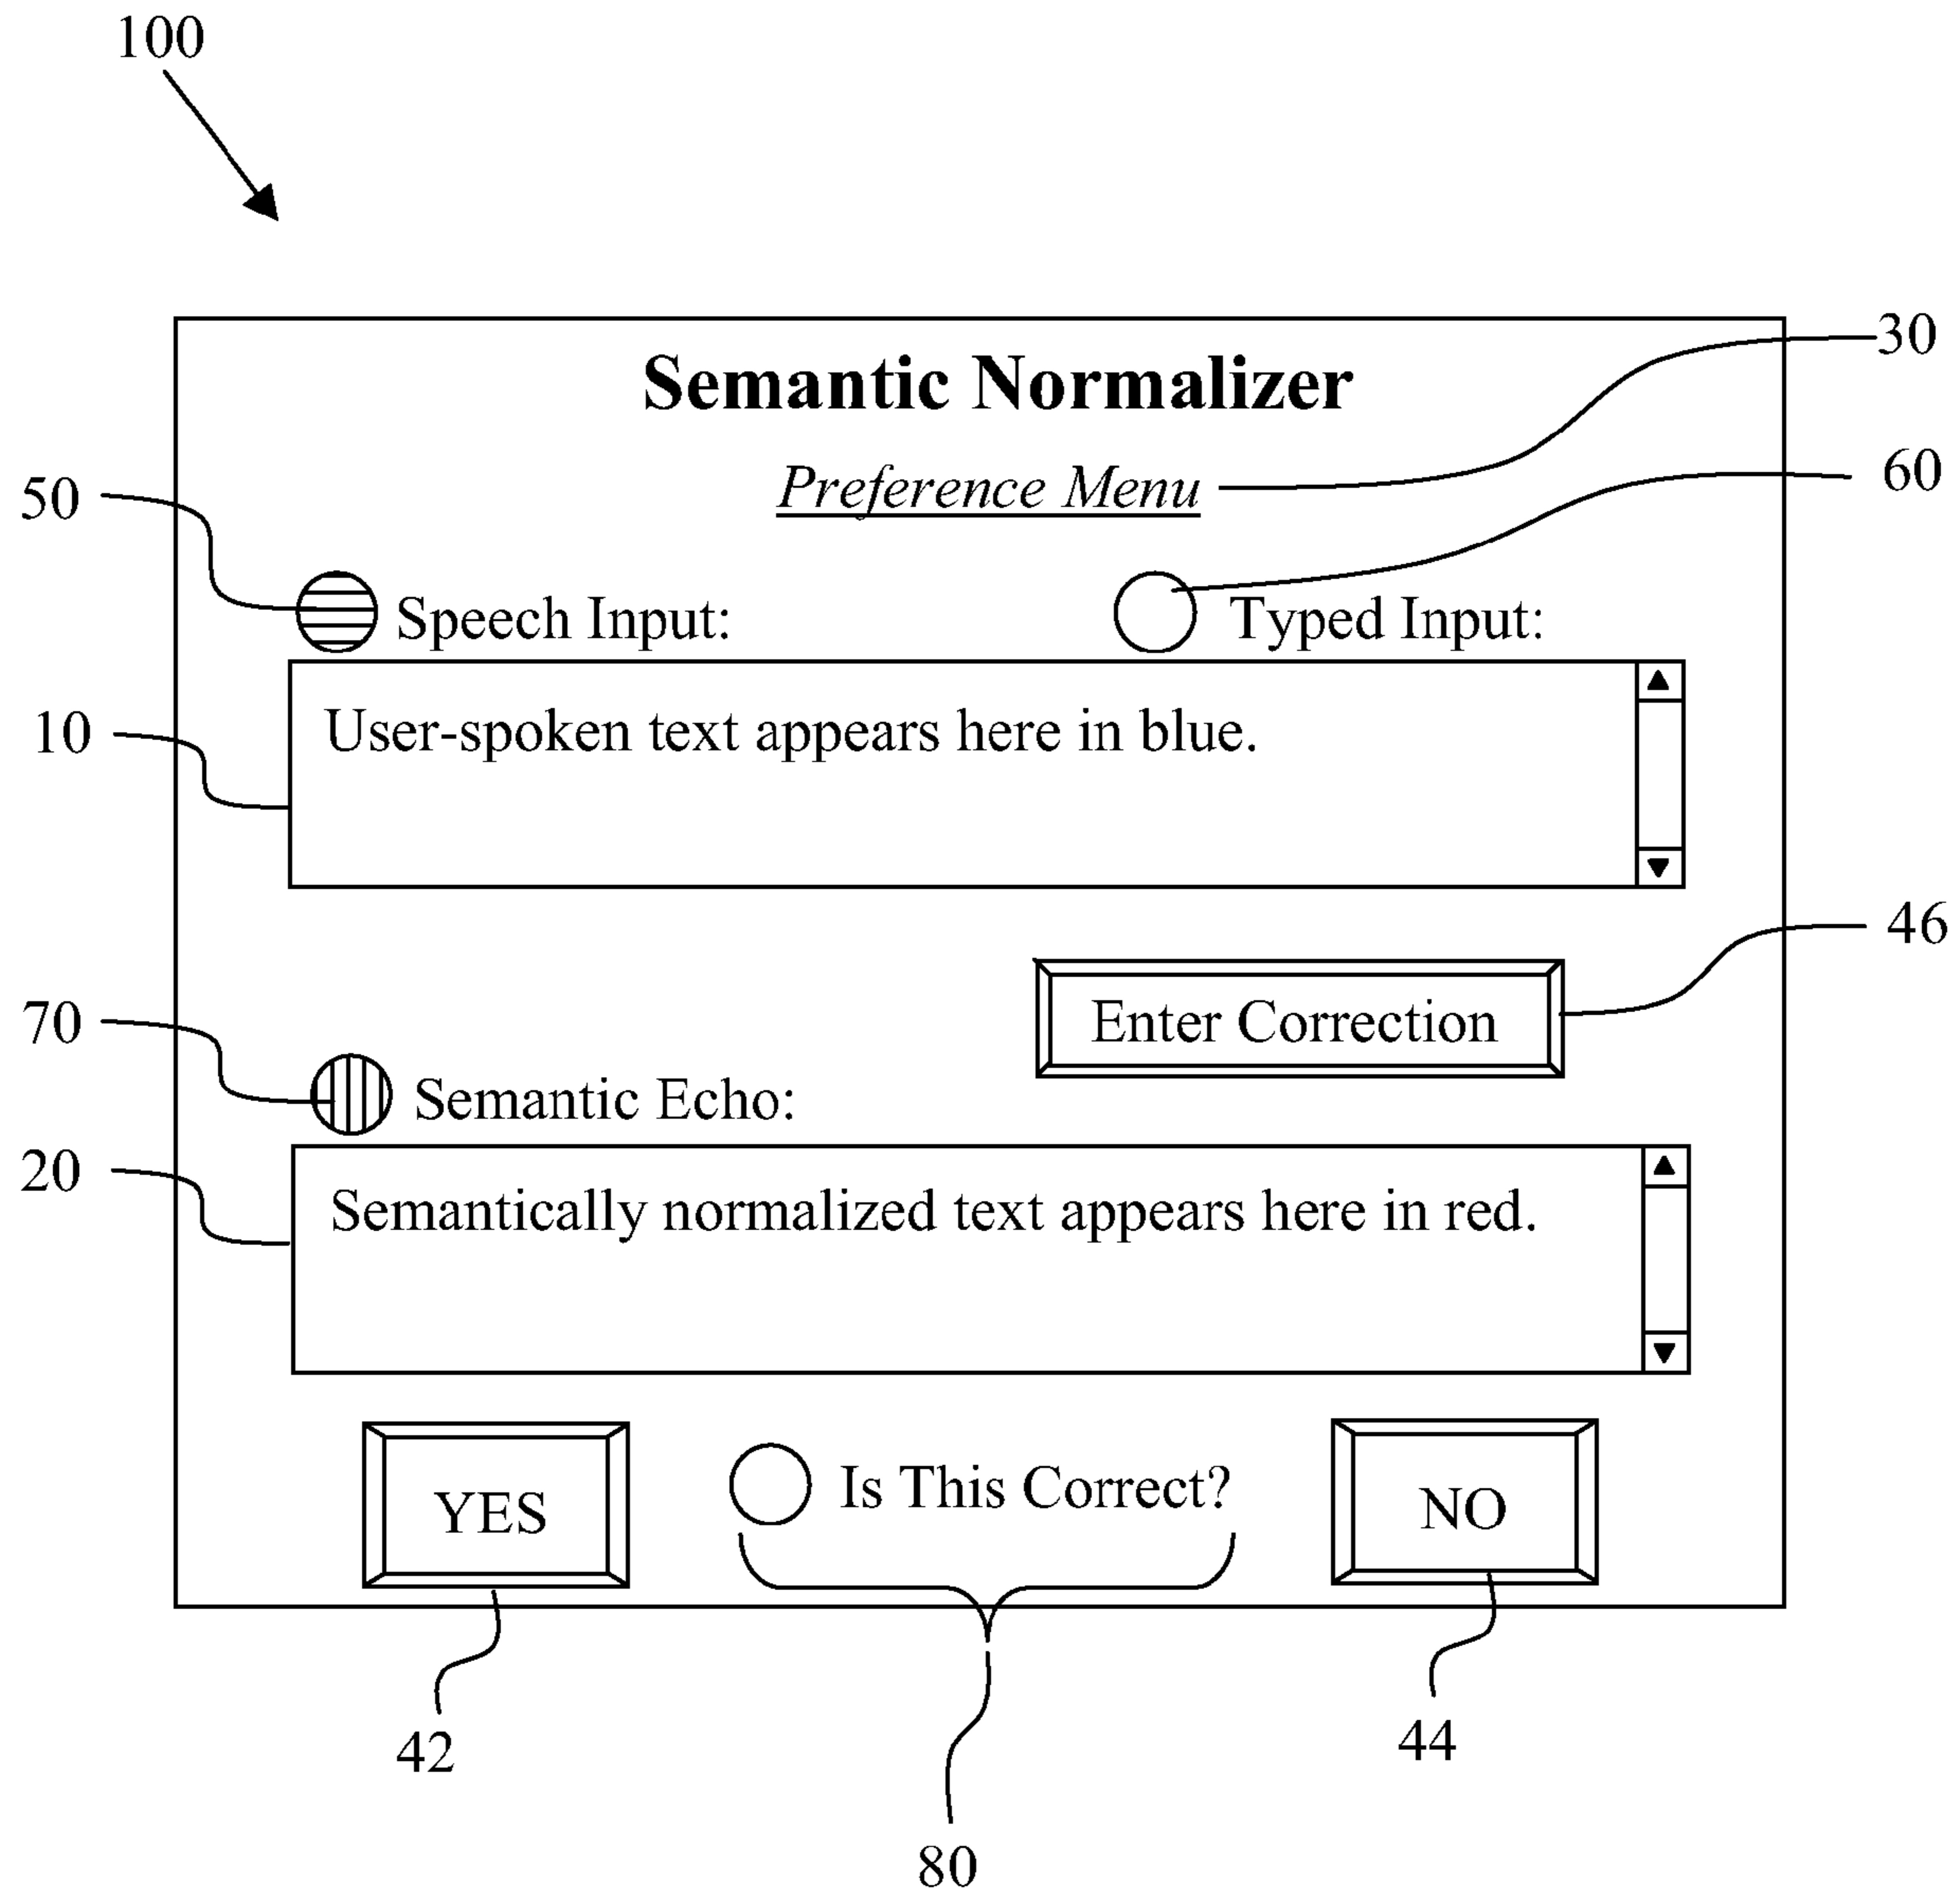 100
30
Semantic Normalizer
60
Preference Menu
50
Speech Input:
Typed Input:
10
User-spoken text appears here in blue.
46
Enter Correction
70
Semantic Echo:
20
Semantically normalized text appears here in red.
YES
Is This Correct?
NO
42
44
80